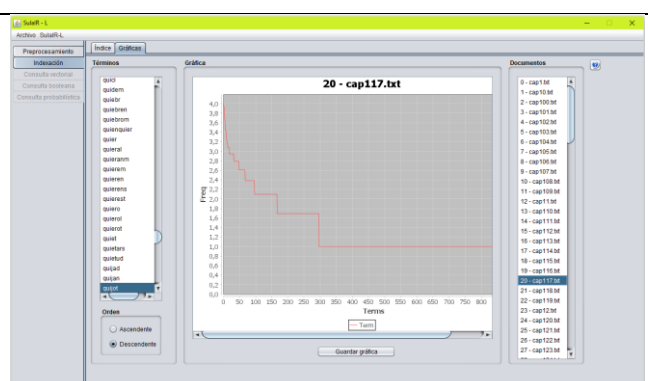 SulaIR - L
Archivo SulaIR-L
Preprocesamiento
Indexación
Consulta vectorial
Consulta booleana
Consulta probabilística
Índice
Gráficas
Términos
quici
quidem
quiebr
quiebren
quiebrom
quienquier
quier
quieral
quieranm
quierem
quieren
quierens
quierest
quiero
quierol
quierot
quiet
quietars
quietud
quijad
quijan
quijot
Orden
Ascendente
Descendente
Gráfica
20 - cap117.txt
Freq
4,0
3,8
3,6
3,4
3,2
3,0
2,8
2,6
2,4
2,2
2,0
1,8
1,6
1,4
1,2
1,0
0,8
0,6
0,4
0,2
0,0
0 50 100 150 200 250 300 350 400 450 500 550 600 650 700 750 800
Terms
Term
Guardar gráfica
Documentos
0 - cap1.txt
1 - cap10.txt
2 - cap100.txt
3 - cap101.txt
4 - cap102.txt
5 - cap103.txt
6 - cap104.txt
7 - cap105.txt
8 - cap106.txt
9 - cap107.txt
10 - cap108.txt
11 - cap109.txt
12 - cap11.txt
13 - cap110.txt
14 - cap111.txt
15 - cap112.txt
16 - cap113.txt
17 - cap114.txt
18 - cap115.txt
19 - cap116.txt
20 - cap117.txt
21 - cap118.txt
22 - cap119.txt
23 - cap12.txt
24 - cap120.txt
25 - cap121.txt
26 - cap122.txt
27 - cap123.txt